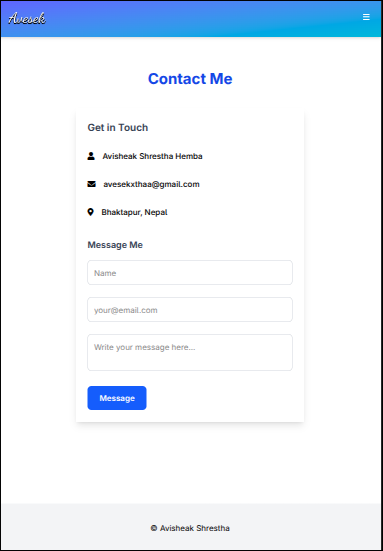 Avesek
Contact Me
Get in Touch
Avisheak Shrestha Hemba
avesekxthaa@gmail.com
Bhaktapur, Nepal
Message Me
Name
your@email.com
Write your message here...
Message
© Avisheak Shrestha